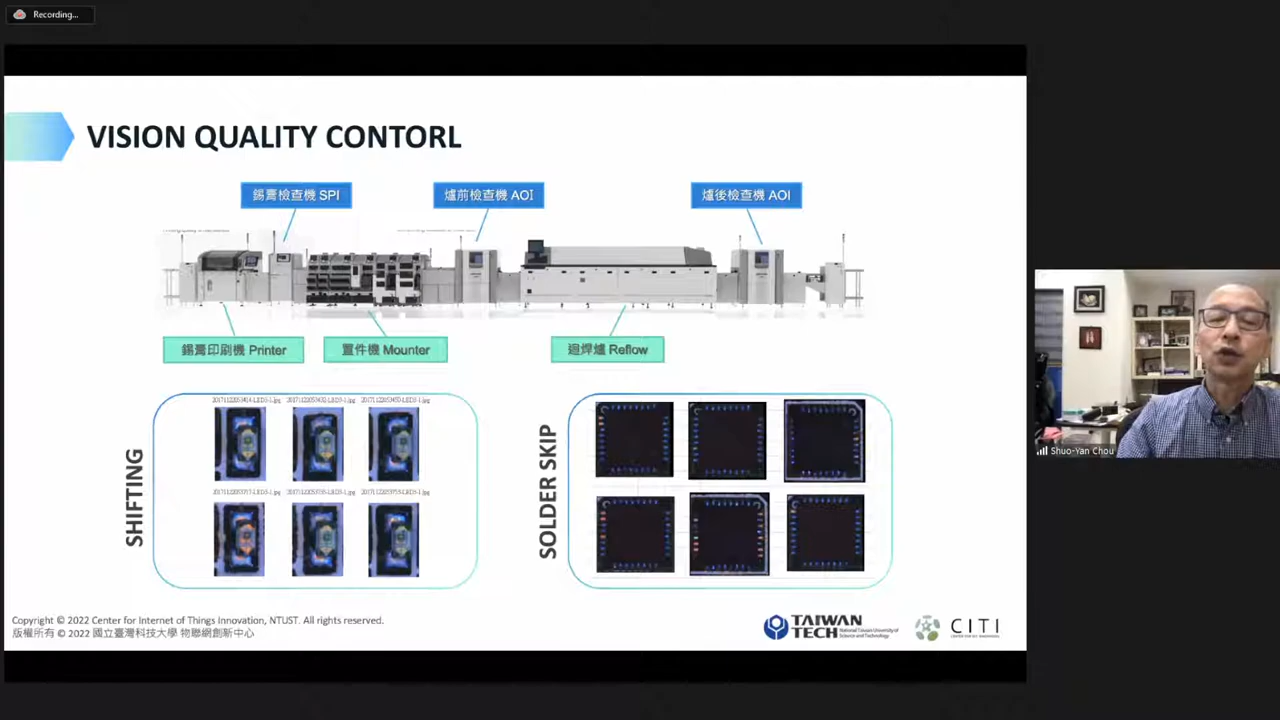 Recording...
VISION QUALITY CONTORL
錫膏檢查機 SPI
爐前檢查機 AOI
爐後檢查機 AOI
錫膏印刷機 Printer
置件機 Mounter
迴焊爐 Reflow
SHIFTING
SOLDER SKIP
Shuo-Yan Chou
Copyright © 2022 Center for Internet of Things Innovation, NTUST. All rights reserved.
版權所有 © 2022 國立臺灣科技大學 物聯網創新中心
TAIWAN
TECH
National Taiwan University of
Science and Technology
CITI